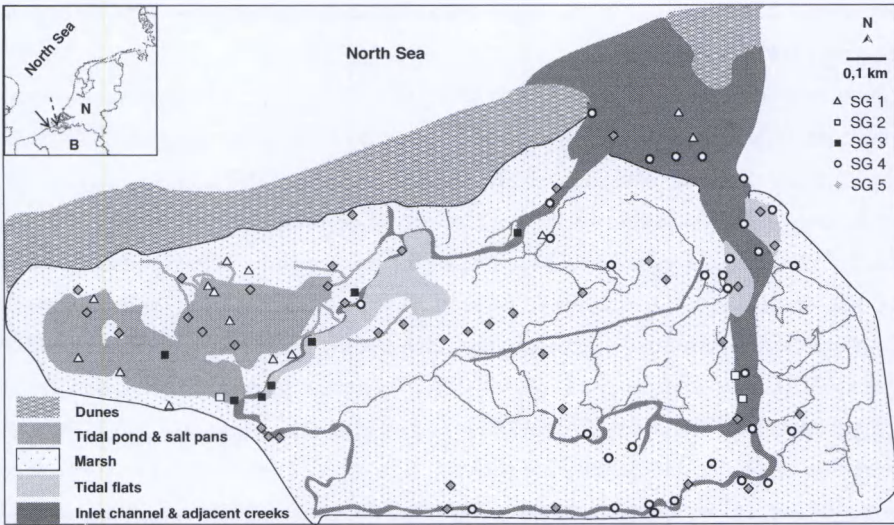 North Sea
N
B
North Sea
N
0,1 km
SG 1
SG 2
SG 3
SG 4
SG 5
Dunes
Tidal pond & salt pans
Marsh
Tidal flats
Inlet channel & adjacent creeks